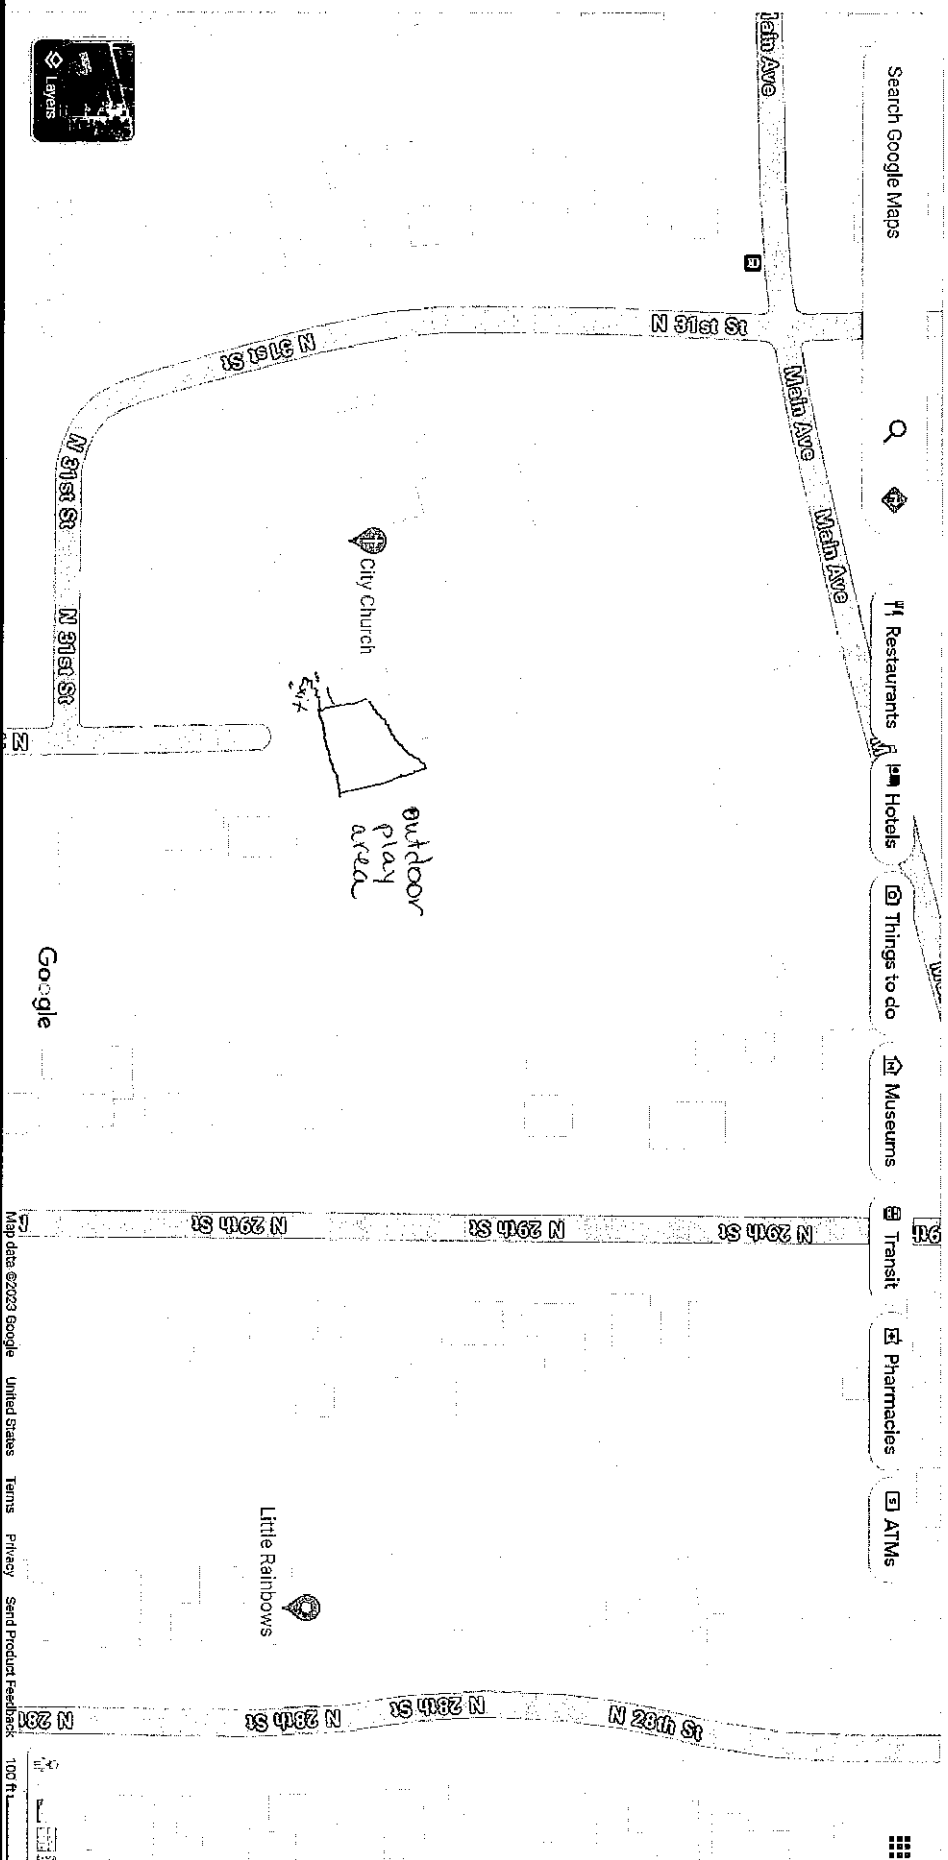 Search Google Maps
Restaurants
Hotels
Things to do
Museums
Transit
Pharmacies
ATMs
Main Ave
Main Ave
N 31st St
N 31st St
N 31st St
N 31st St
City Church
"Exit"
outdoor
play
area
N 29th St
N 29th St
N 29th St
Little Rainbows
N 28th St
N 28th St
N 28th St
Layers
Google
Map data ©2023 Google United States Terms Privacy Send Product Feedback 100 ft